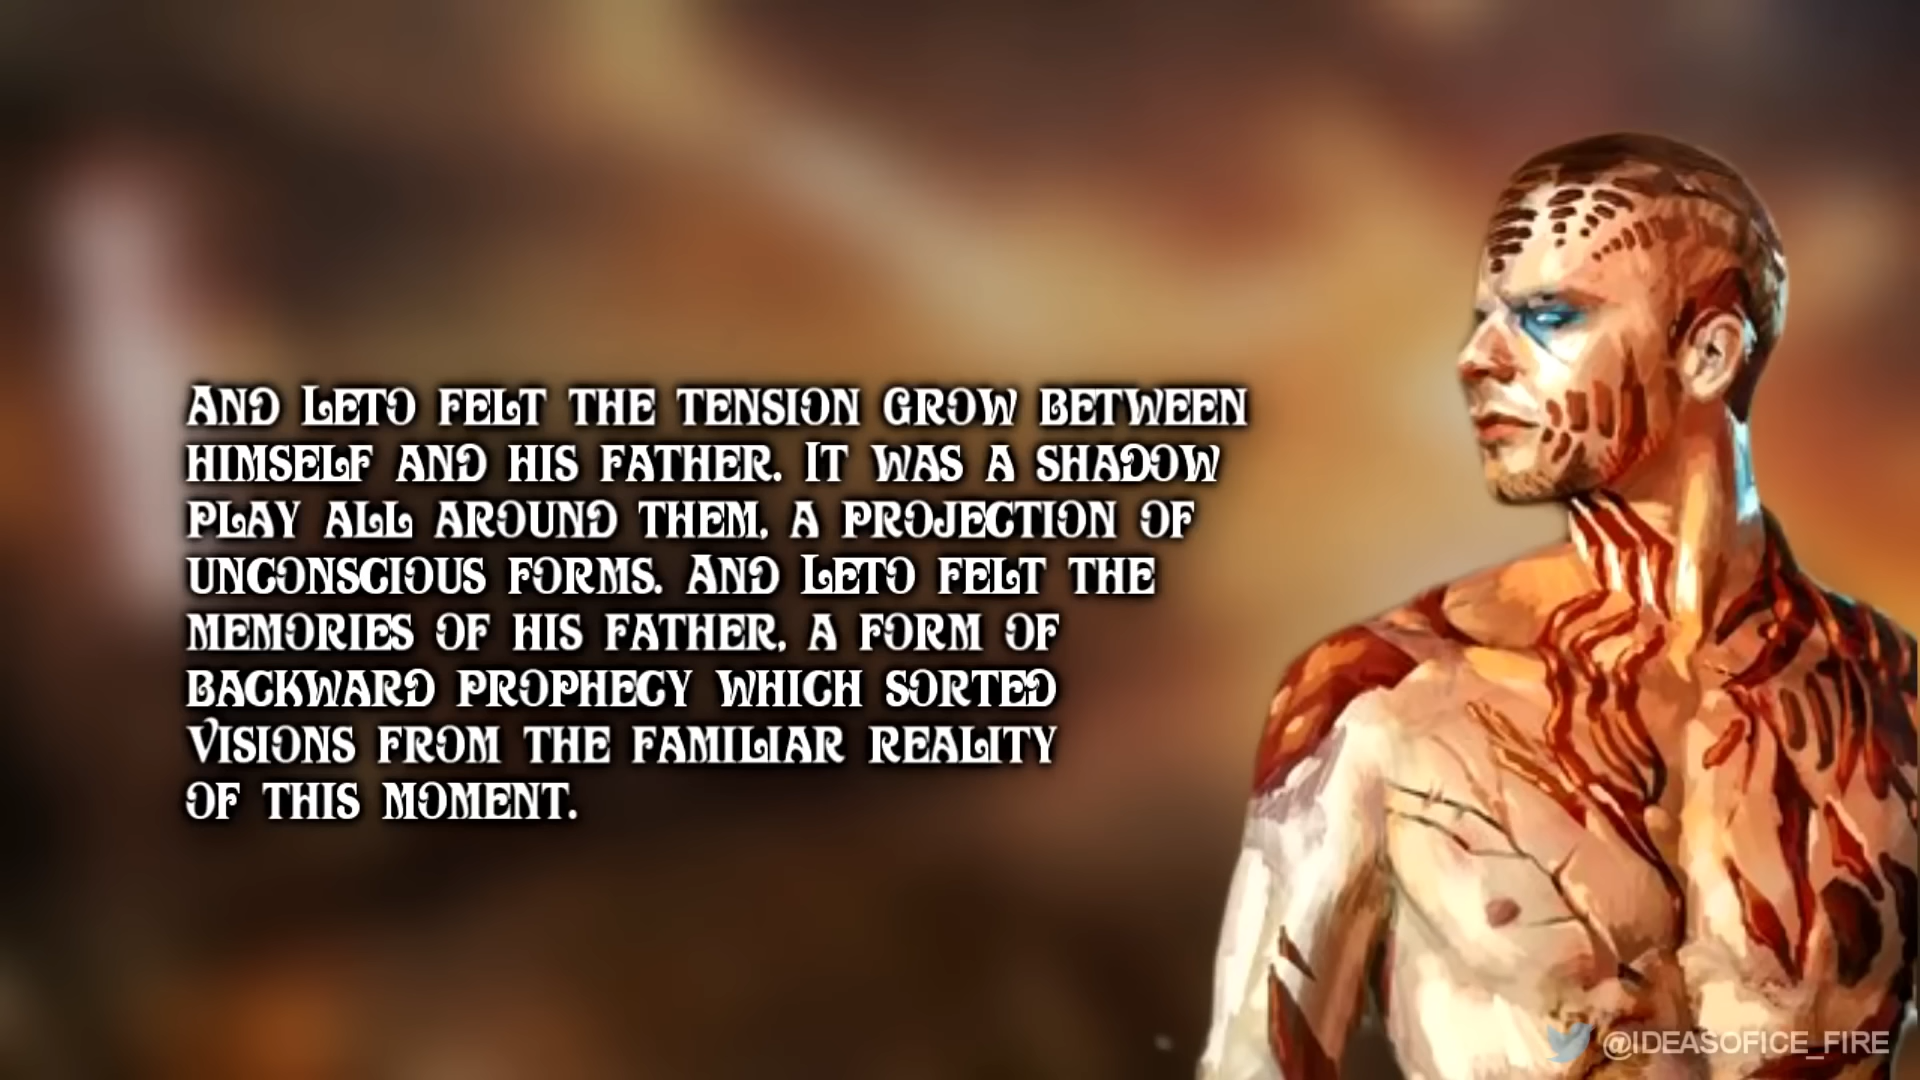 And Leto felt the tension grow between
himself and his father. It was a shadow
play all around them, a projection of
unconscious forms. And Leto felt the
memories of his father, a form of
backward prophecy which sorted
visions from the familiar reality
of this moment.
@IDEASOFICE_FIRE